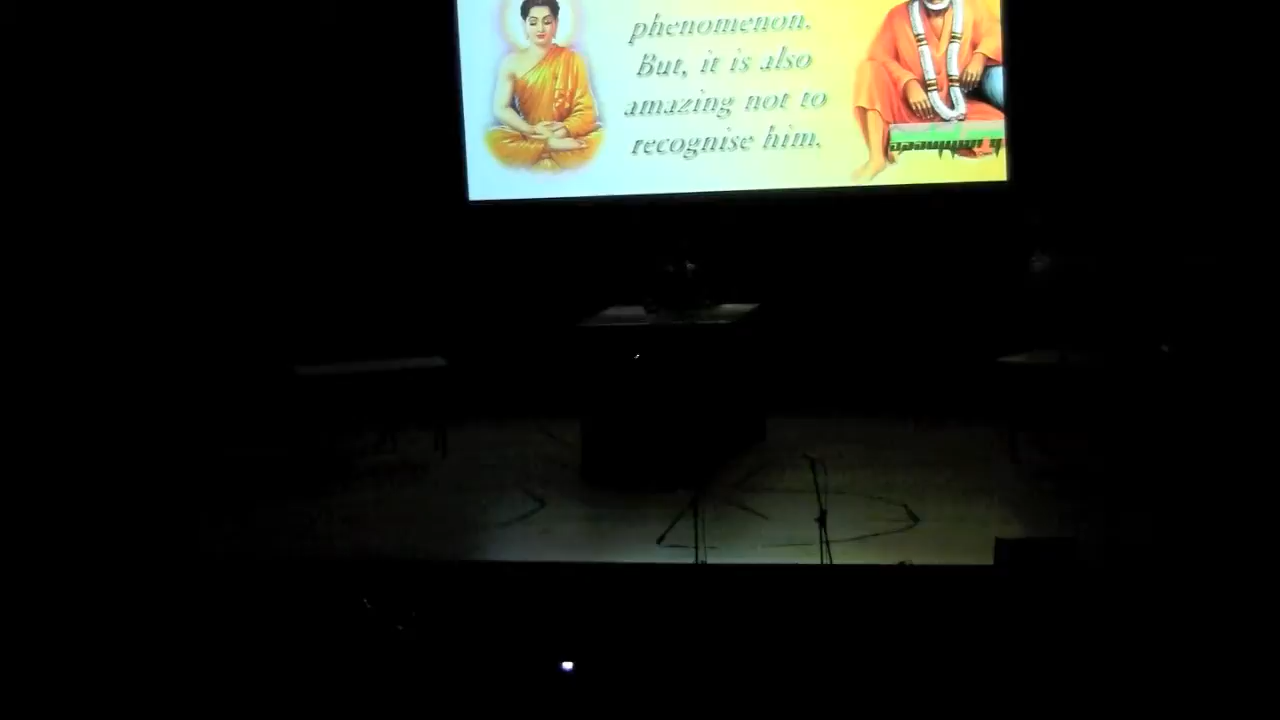 phenomenon.
But, it is also
amazing not to
recognise him.